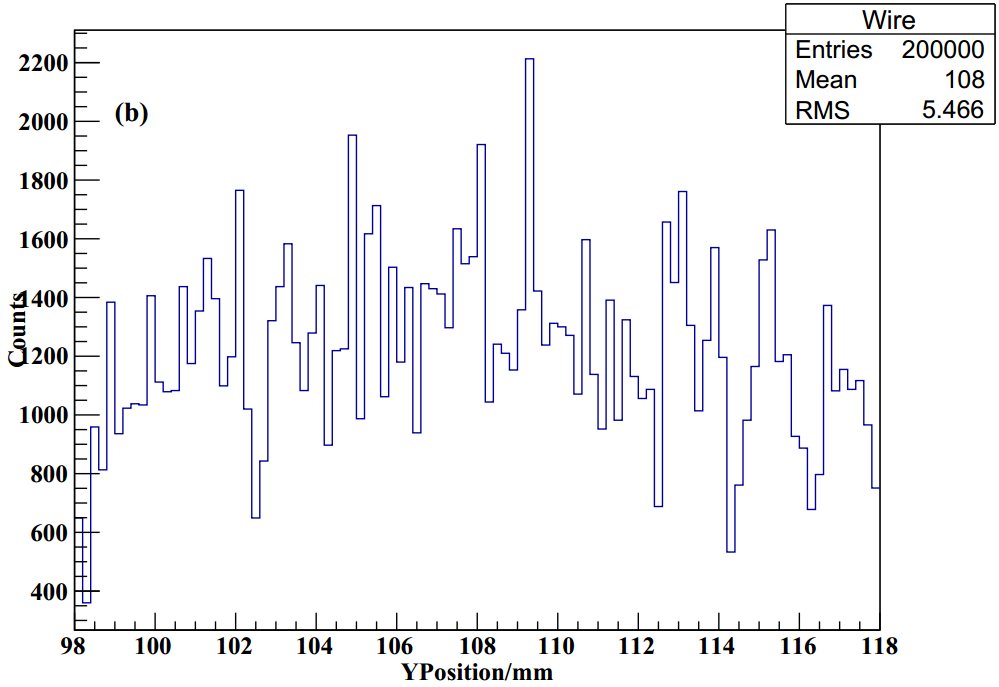 Wire
Entries 200000
Mean 108
RMS 5.466
(b)
2200
2000
1800
1600
1400
1200
1000
800
600
400
Counts
98 100 102 104 106 108 110 112 114 116 118
YPosition/mm